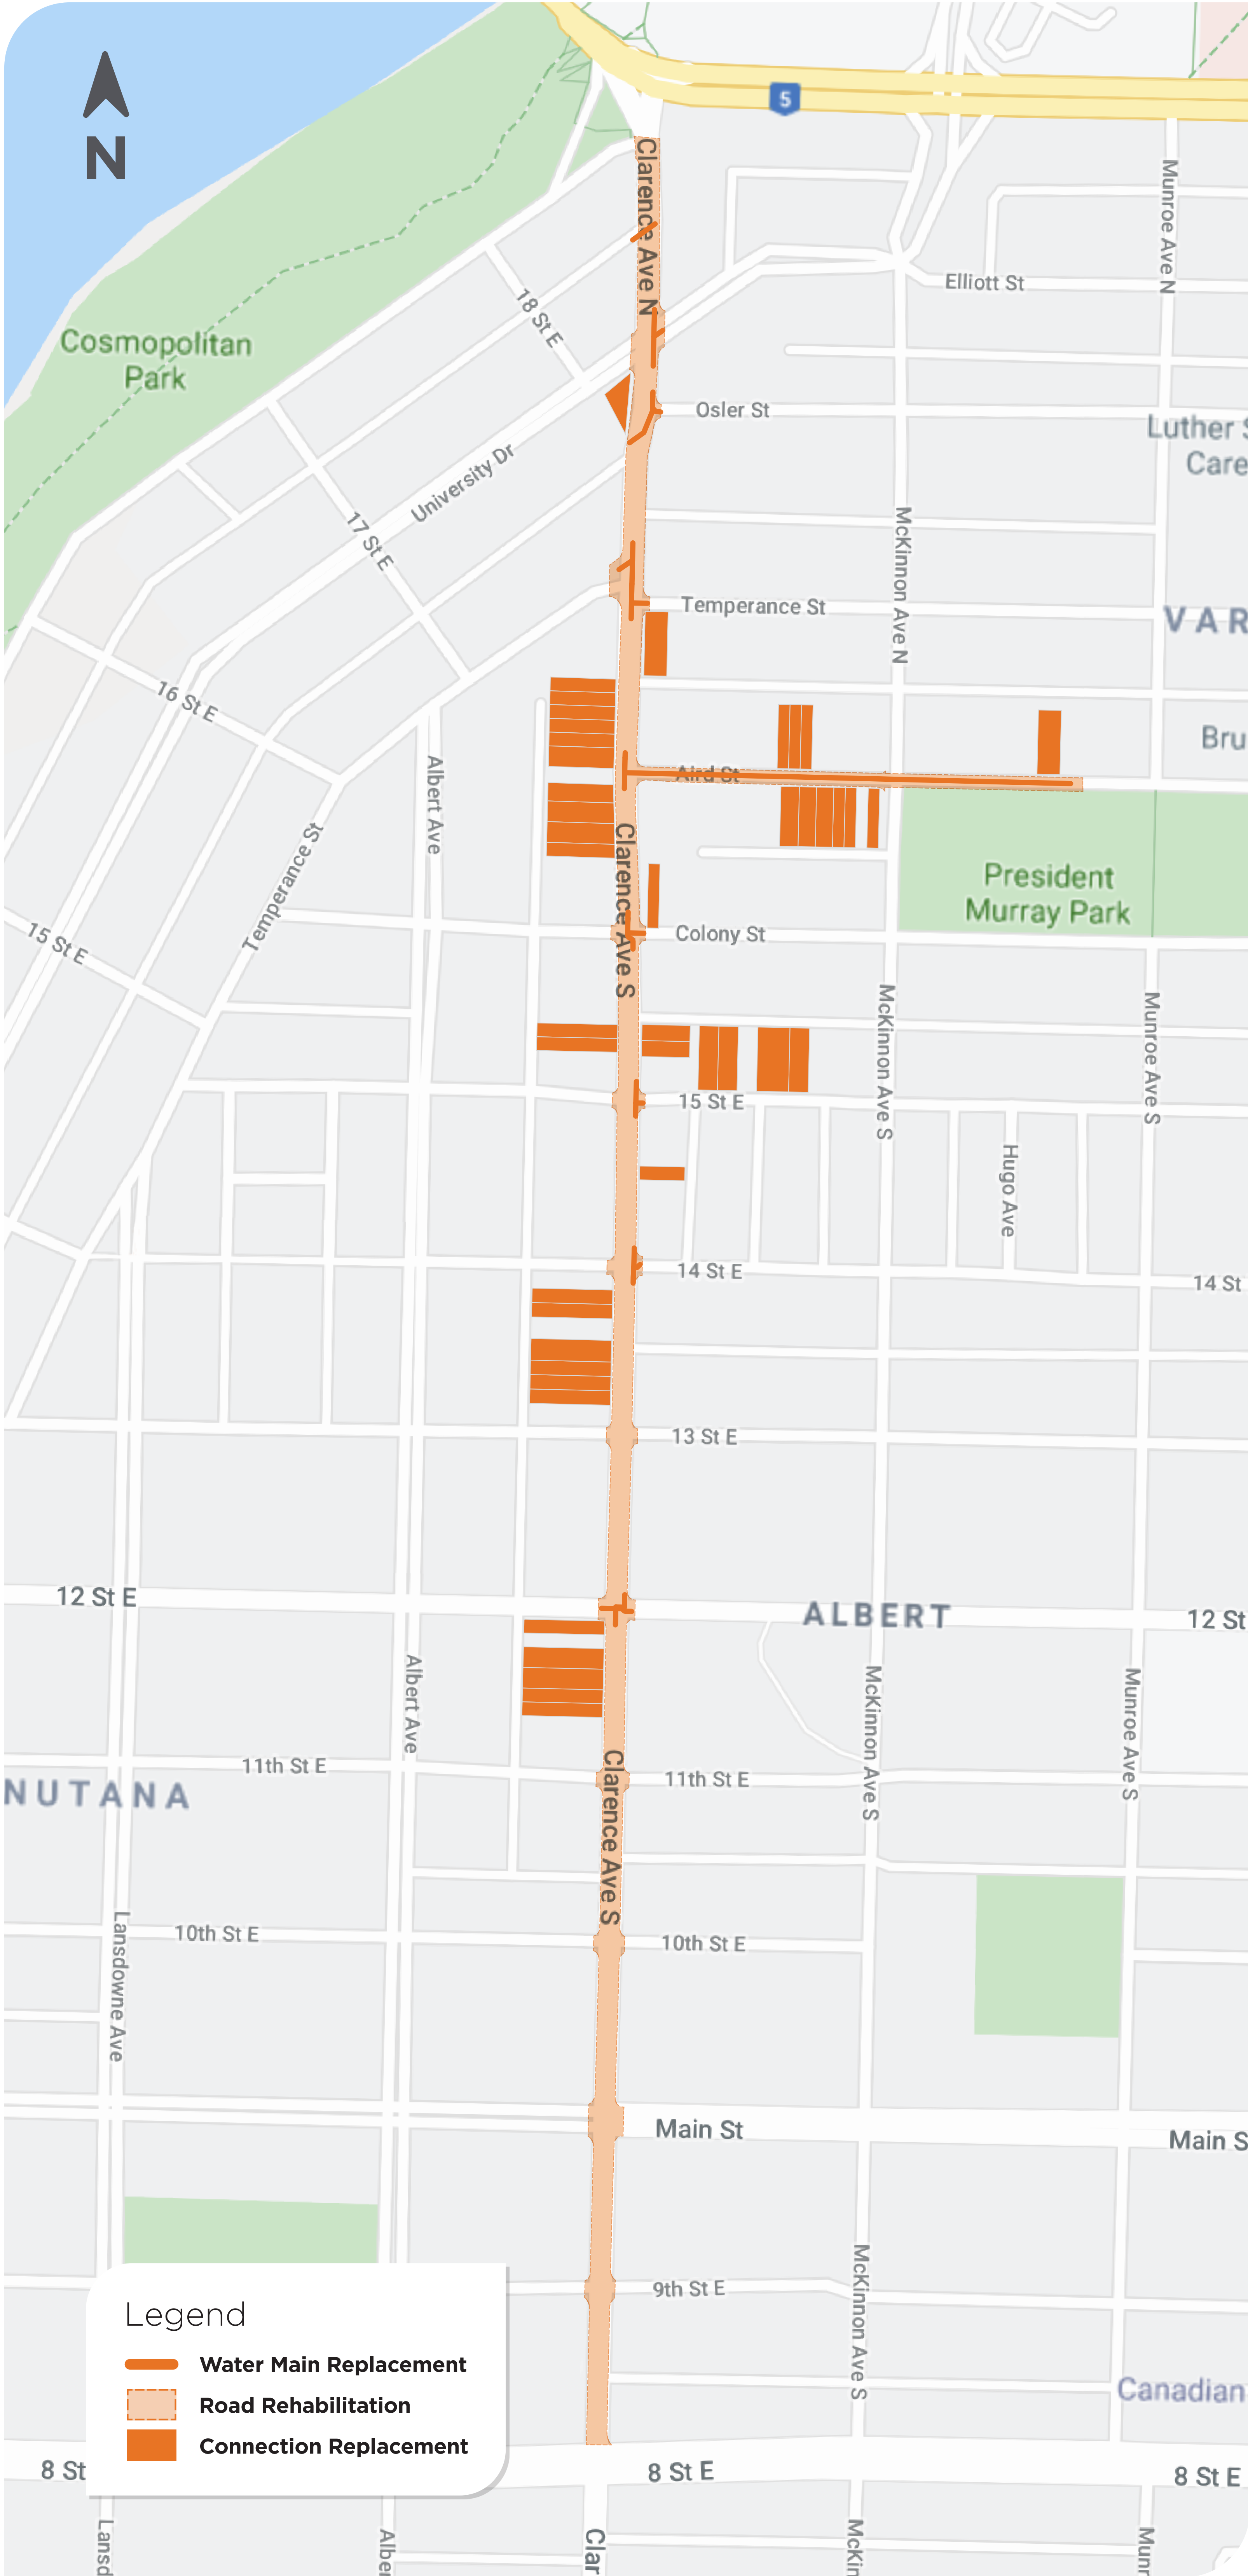 N
5
Clarence Ave N
Munroe Ave N
Elliott St
18 St E
Cosmopolitan
Park
Osler St
Luther
Care
University Dr
17 St E
McKinnon Ave N
Temperance St
VAR
16 St E
Bru
Albert Ave
Aird St
Temperance St
Clarence Ave S
President
Murray Park
15 St E
Colony St
McKinnon Ave S
Munroe Ave S
15 St E
Hugo Ave
14 St E
14 St
13 St E
12 St E
ALBERT
12 St
Albert Ave
McKinnon Ave S
Munroe Ave S
11th St E
11th St E
NUTANA
Clarence Ave S
Lansdowne Ave
10th St E
10th St E
Main St
Main S
McKinnon Ave S
9th St E
Legend
Water Main Replacement
Road Rehabilitation
Connection Replacement
Canadian
8 St
8 St E
8 St E
Lansd
Alber
Clar
McKin
Munr